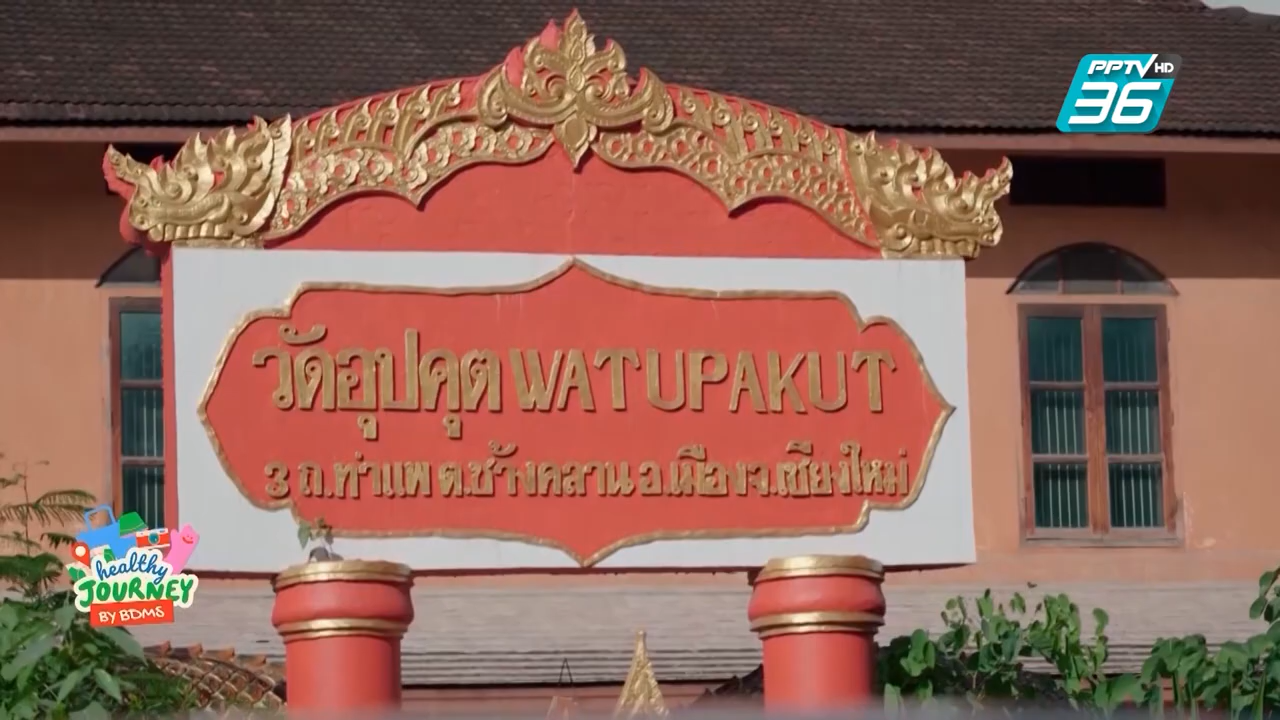 PPTV HD
36
วัดอุปคุต WAT UPAKUT
3 ถ.ท่าแพ ต.ช้างคลาน อ.เมือง จ.เชียงใหม่
healthy
JOURNEY
BY BDMS